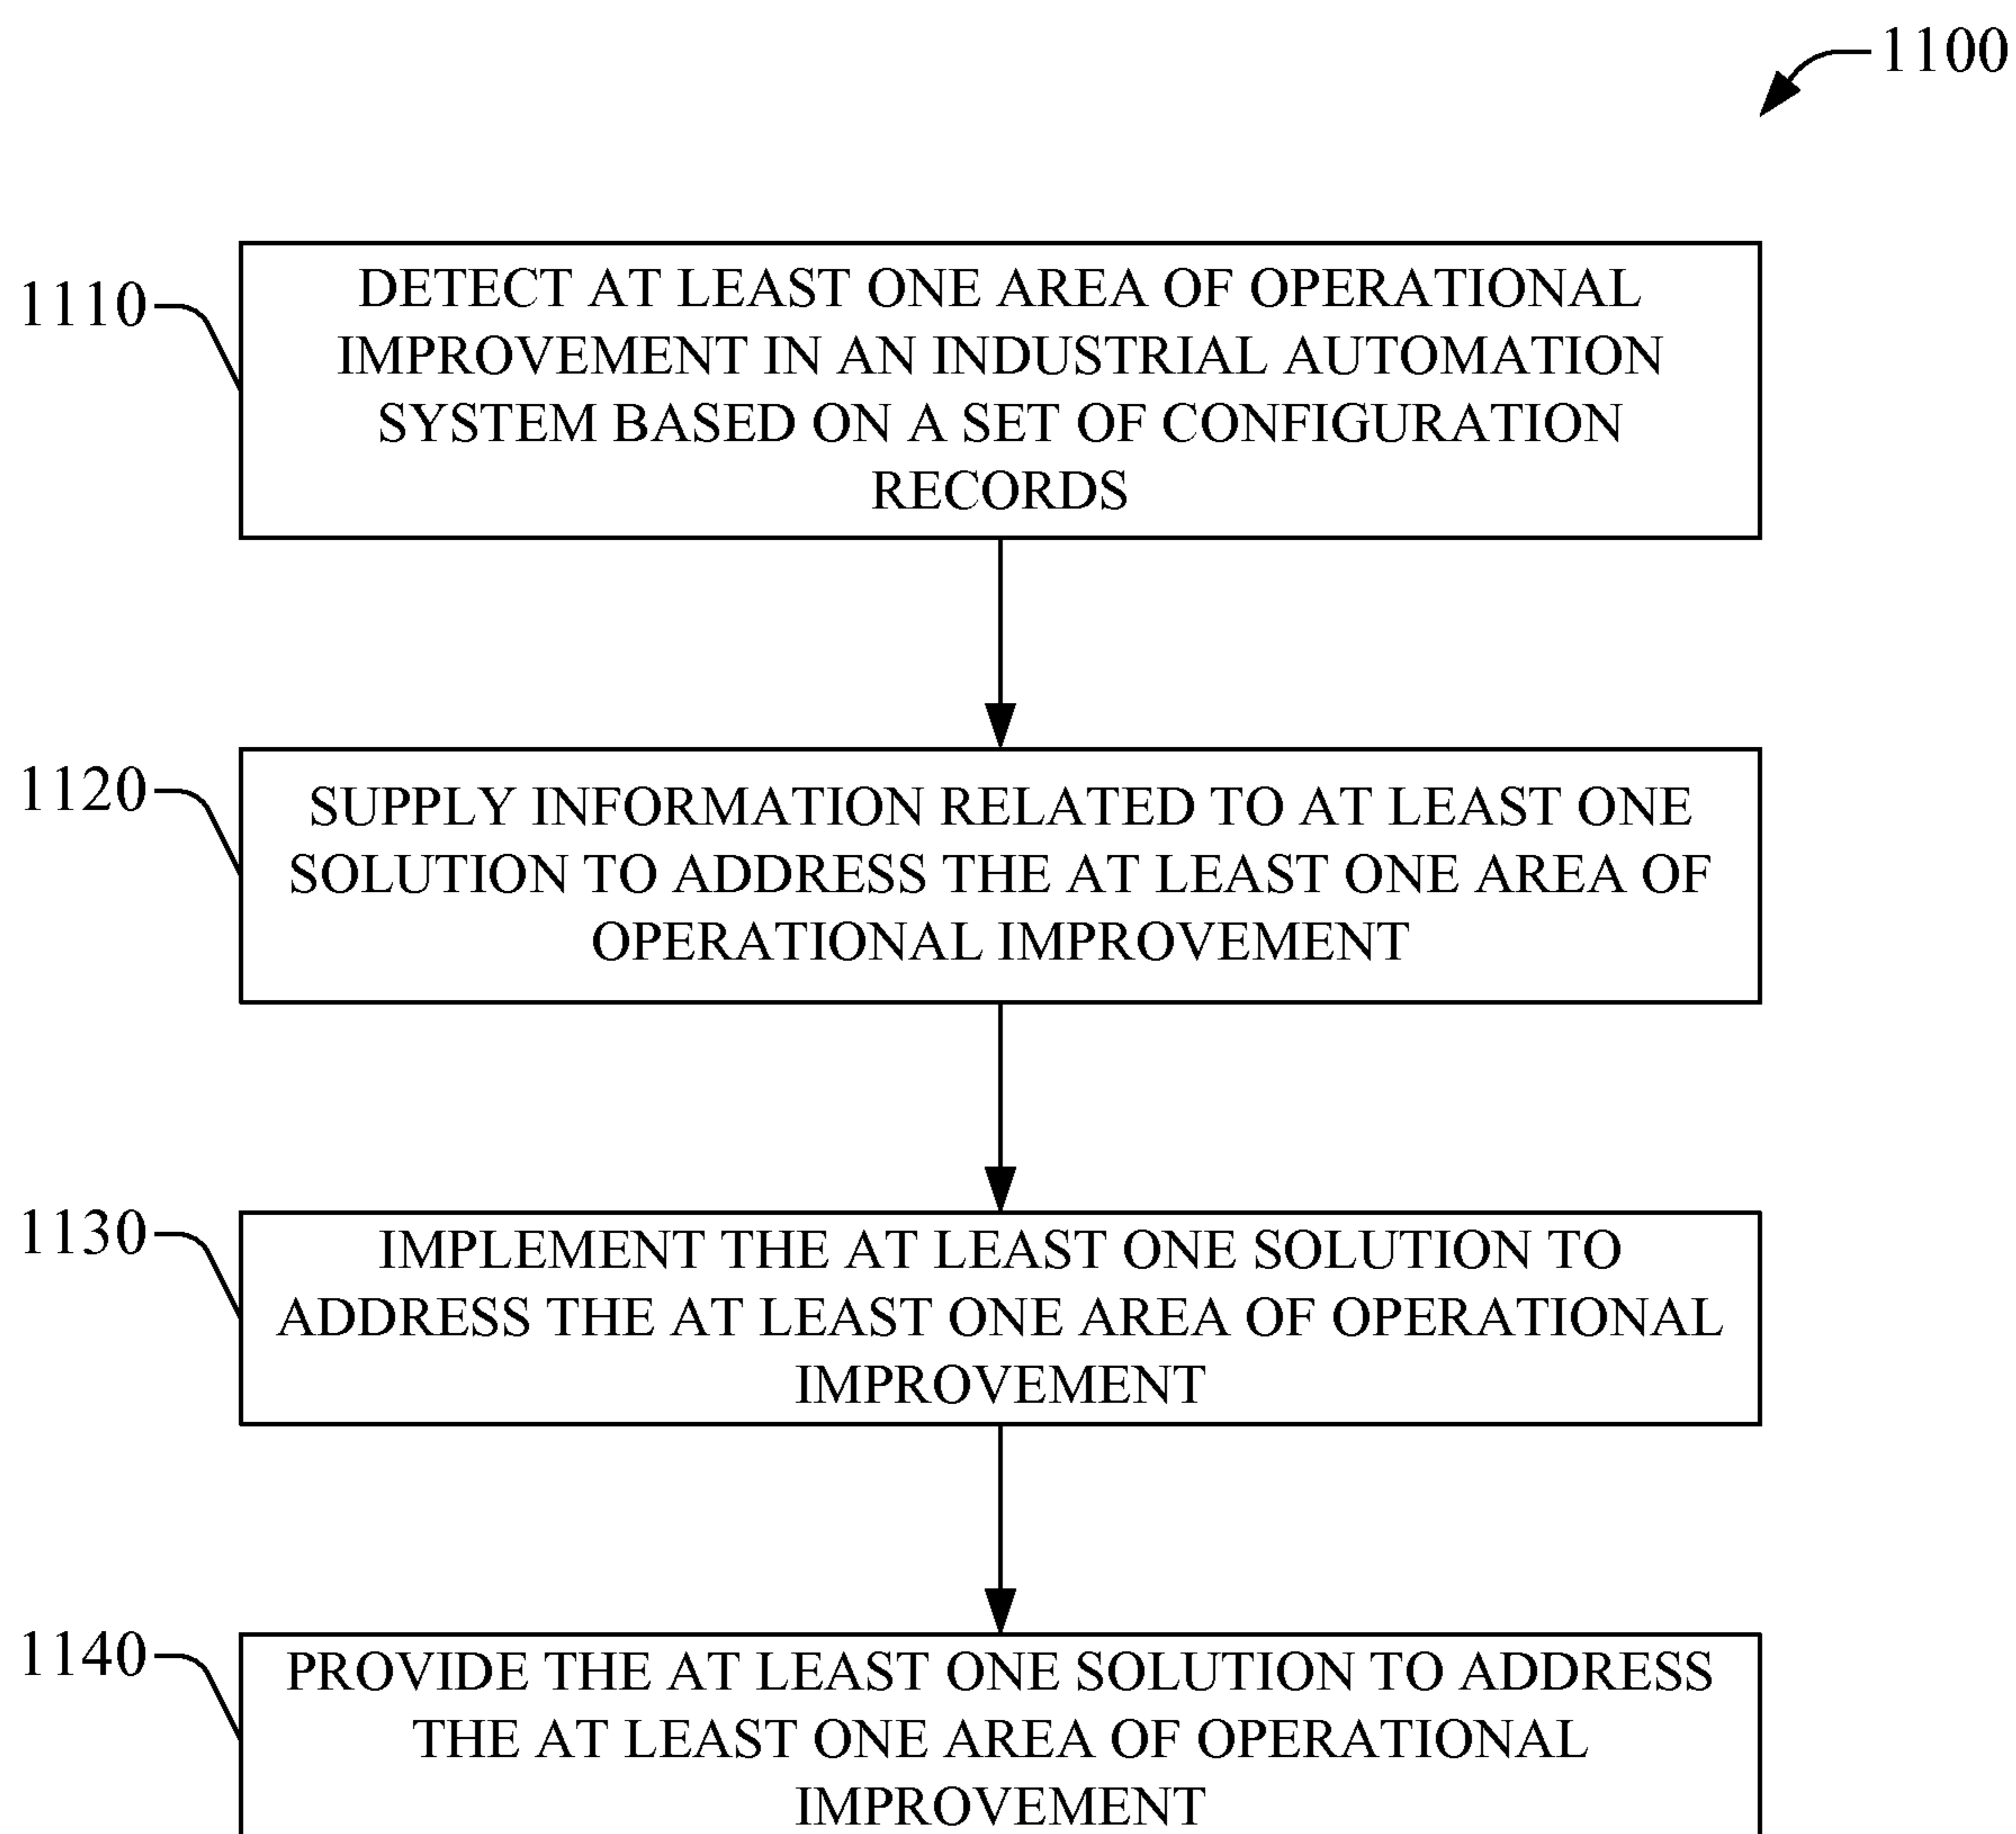 1100
1110
DETECT AT LEAST ONE AREA OF OPERATIONAL
IMPROVEMENT IN AN INDUSTRIAL AUTOMATION
SYSTEM BASED ON A SET OF CONFIGURATION
RECORDS
1120
SUPPLY INFORMATION RELATED TO AT LEAST ONE
SOLUTION TO ADDRESS THE AT LEAST ONE AREA OF
OPERATIONAL IMPROVEMENT
1130
IMPLEMENT THE AT LEAST ONE SOLUTION TO
ADDRESS THE AT LEAST ONE AREA OF OPERATIONAL
IMPROVEMENT
1140
PROVIDE THE AT LEAST ONE SOLUTION TO ADDRESS
THE AT LEAST ONE AREA OF OPERATIONAL
IMPROVEMENT